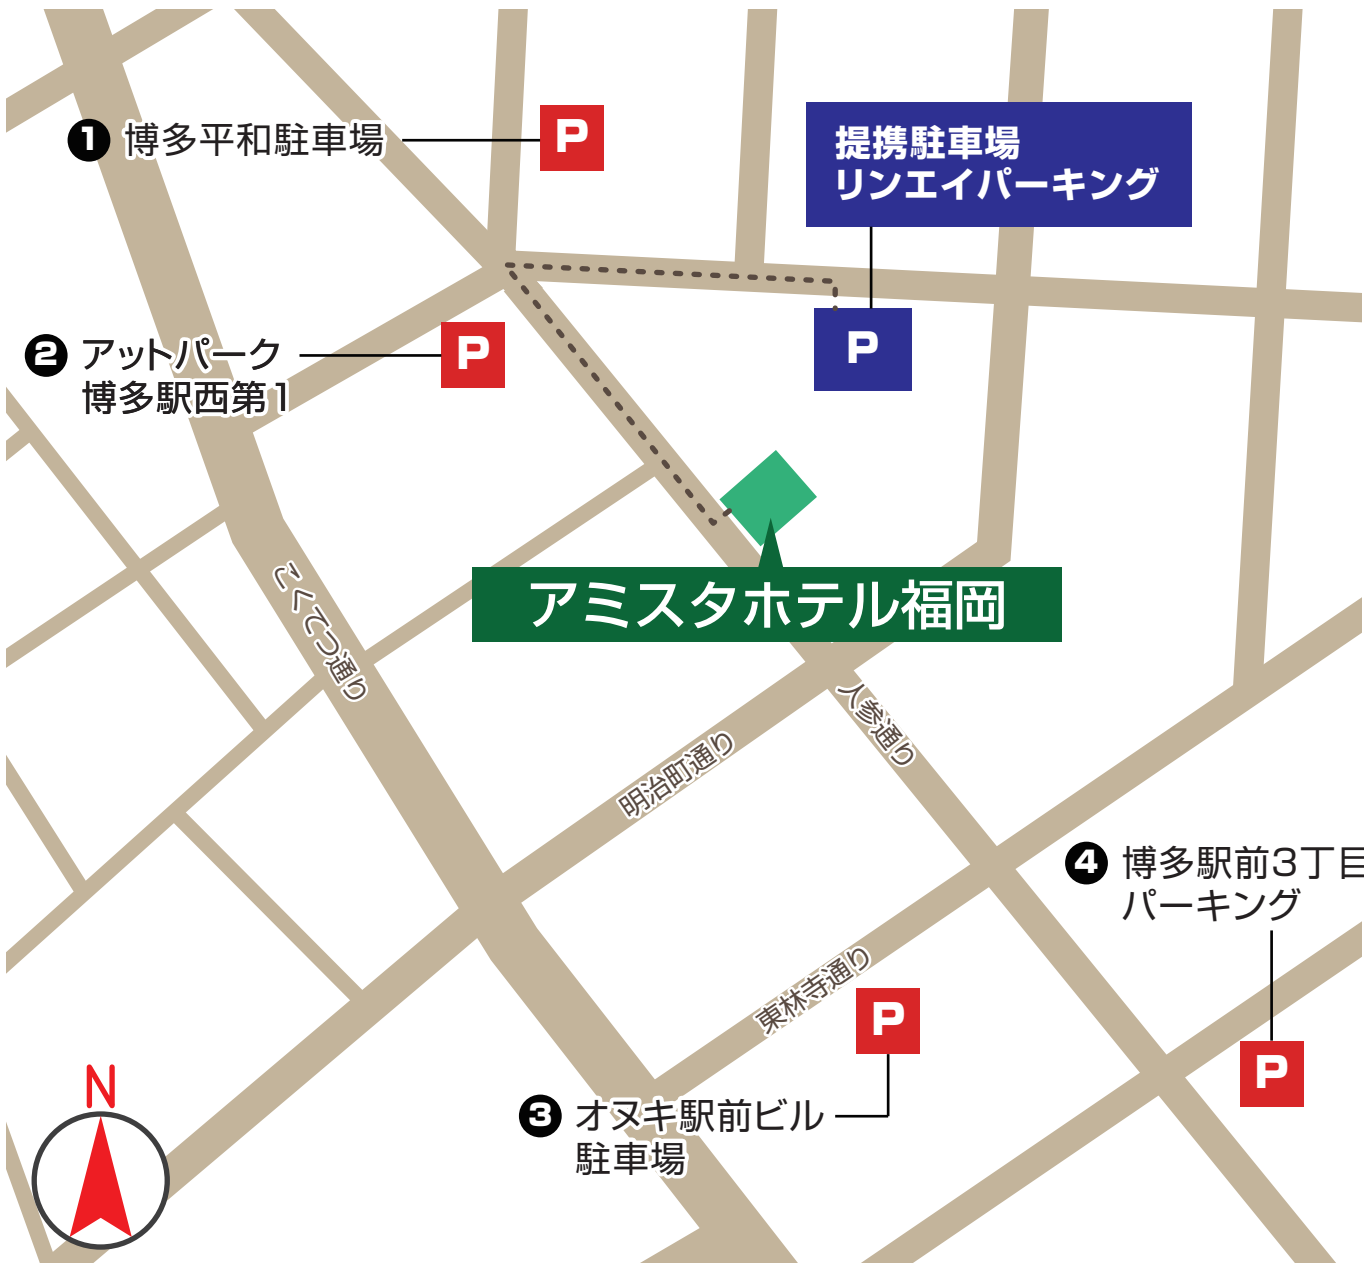 ❶ 博多平和駐車場
P
提携駐車場
リンエイパーキング
P
❷ アットパーク
博多駅西第1
P
アミスタホテル福岡
こくてつ通り
人参通り
明治町通り
❹ 博多駅前3丁目
パーキング
P
東林寺通り
P
❸ オヌキ駅前ビル
駐車場
N